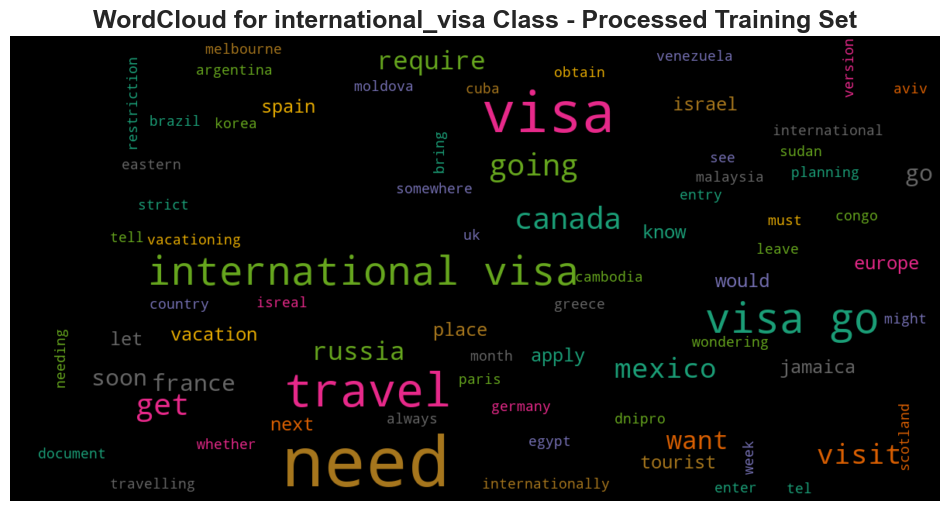 WordCloud for international_visa Class - Processed Training Set
melbourne
argentina
require
venezuela
version
restriction
moldova
cuba
obtain
aviv
spain
visa
israel
brazil
korea
international
eastern
bring
going
see
sudan
malaysia
planning
go
somewhere
entry
strict
canada
must
congo
tell
vacationing
uk
know
leave
international visa
cambodia
would
europe
country
isreal
greece
visa go
might
needing
let
vacation
place
wondering
russia
month
apply
soon
france
travel
paris
mexico
jamaica
get
germany
next
always
dnipro
scotland
document
whether
need
egypt
want
week
visit
tourist
travelling
internationally
enter
tel